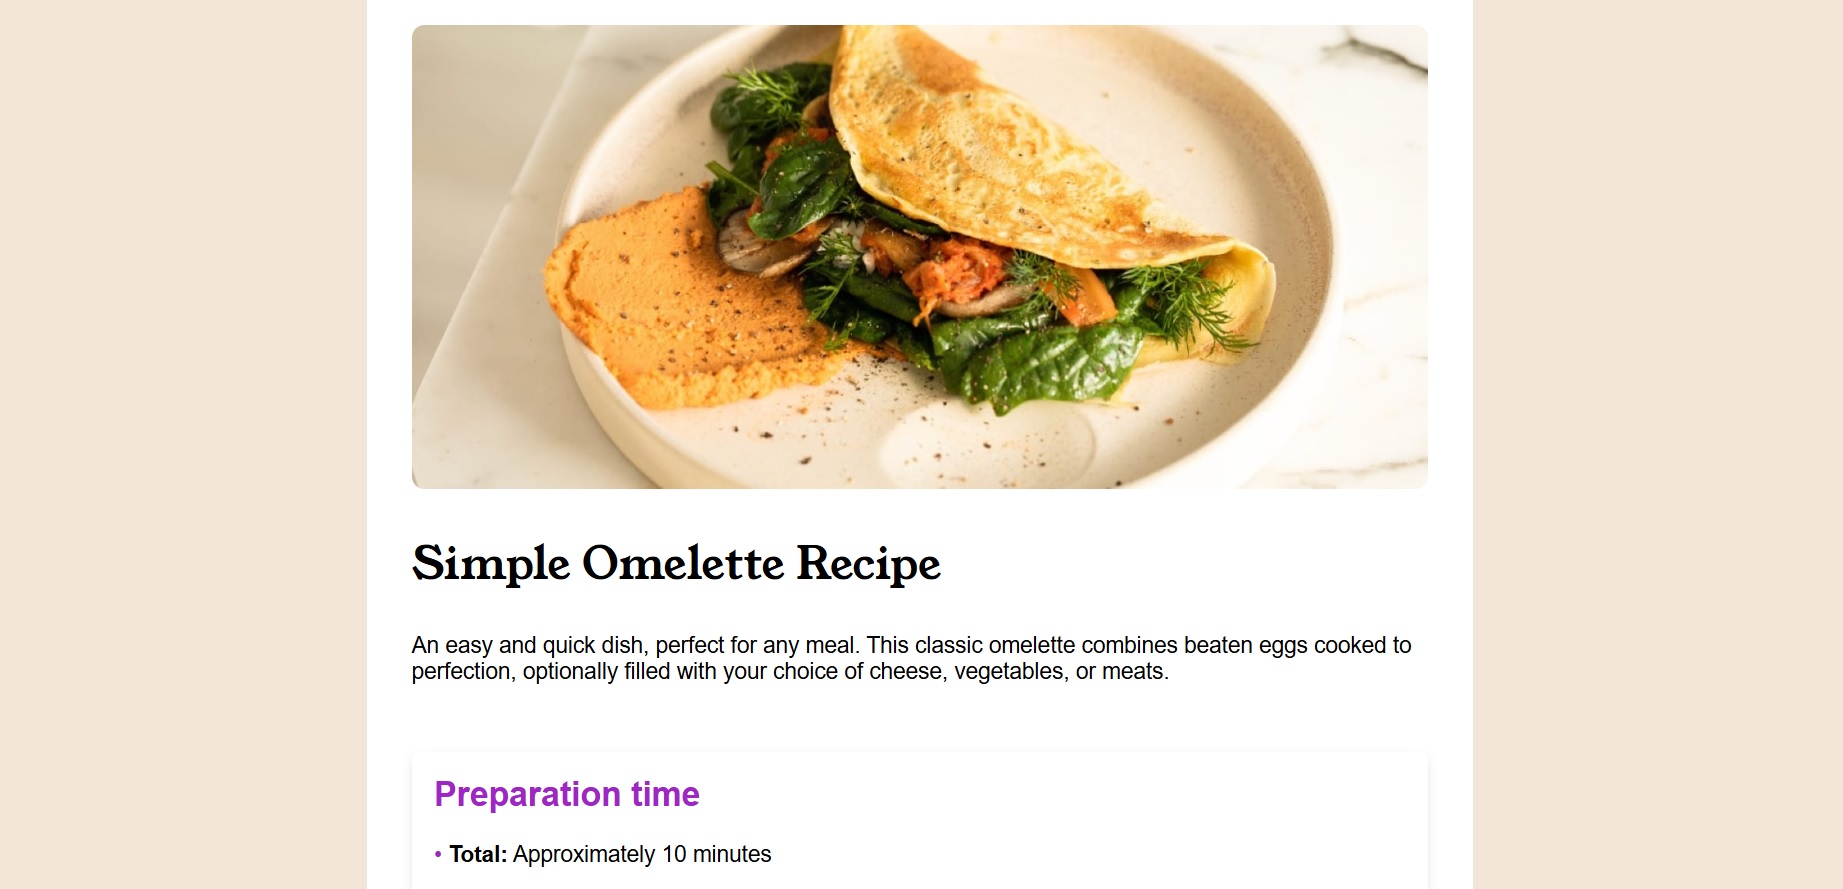 Simple Omelette Recipe
An easy and quick dish, perfect for any meal. This classic omelette combines beaten eggs cooked to
perfection, optionally filled with your choice of cheese, vegetables, or meats.
Preparation time
• Total: Approximately 10 minutes